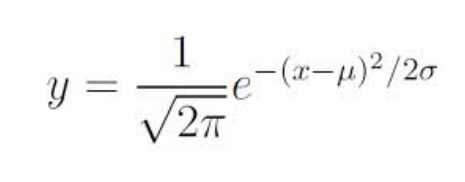 y = \frac{1}{\sqrt{2\pi}} e^{-(x-\mu)^2/2\sigma}